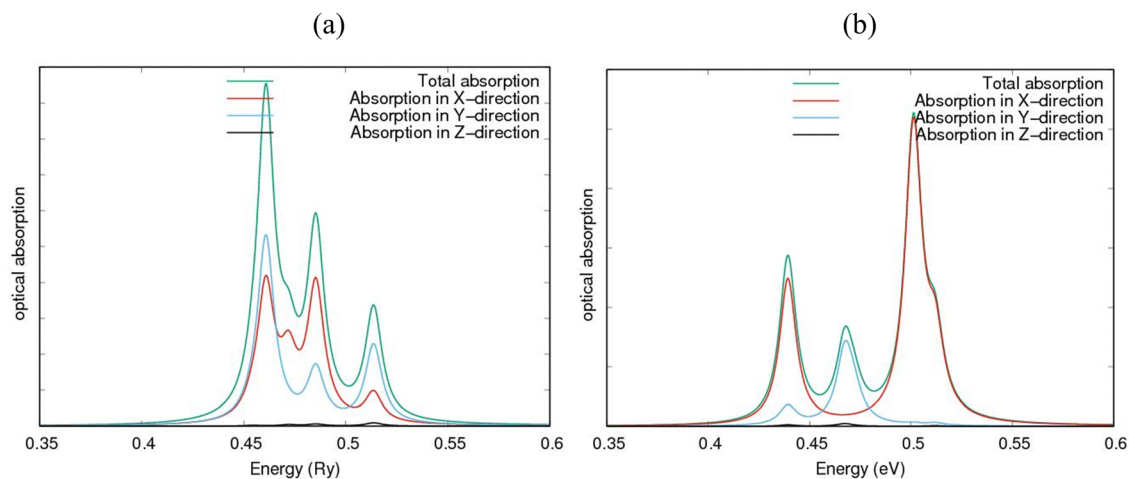 (a)
(b)
Total absorption
Absorption in X-direction
Absorption in Y-direction
Absorption in Z-direction
optical absorption
0.35 0.4 0.45 0.5 0.55 0.6
Energy (Ry)
Total absorption
Absorption in X-direction
Absorption in Y-direction
Absorption in Z-direction
optical absorption
0.35 0.4 0.45 0.5 0.55 0.6
Energy (eV)